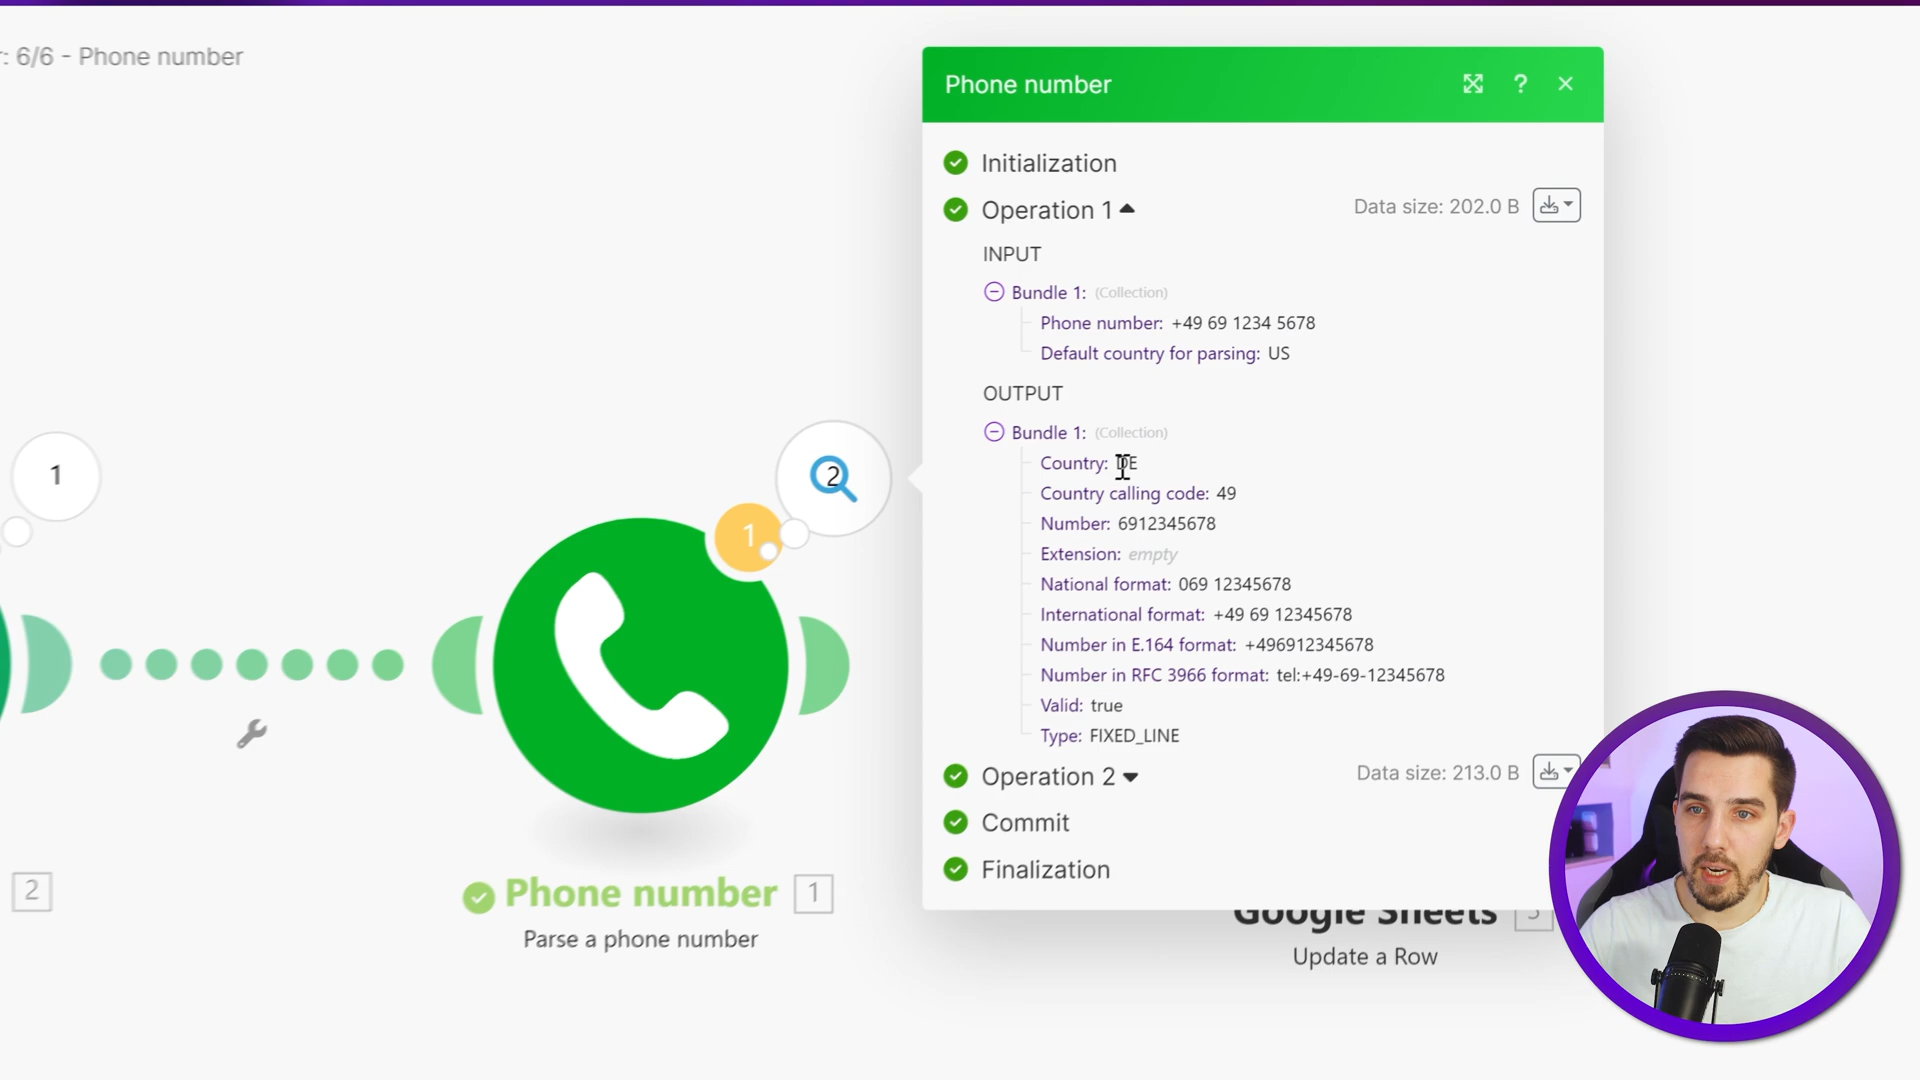 r: 6/6 - Phone number
Phone number ?
Initialization
Operation 1 Data size: 202.0 B
INPUT
Bundle 1: (Collection)
Phone number: +49 69 1234 5678
Default country for parsing: US
OUTPUT
Bundle 1: (Collection)
Country: DE
Country calling code: 49
Number: 6912345678
Extension: empty
National format: 069 12345678
International format: +49 69 12345678
Number in E.164 format: +496912345678
Number in RFC 3966 format: tel:+49-69-12345678
Valid: true
Type: FIXED_LINE
Operation 2 Data size: 213.0 B
Commit
Finalization
1
2
1
2
Phone number 1
Parse a phone number
Google Sheets
Update a Row